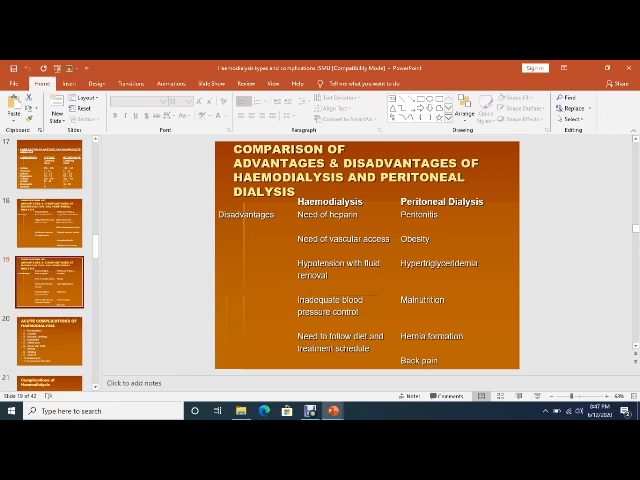 Haemodialysis types and complications JSMU [Compatibility Mode] - PowerPoint
Sign in
File Home Insert Design Transitions Animations Slide Show Review View Help Tell me what you want to do
Paste
New Slide
Layout
Reset
Section
Text Direction
Align Text
Convert to SmartArt
Arrange
Quick Styles
Shape Fill
Shape Outline
Shape Effects
Find
Replace
Select
Clipboard Slides Font Paragraph Drawing Editing
17
18
19
20
ACUTE COMPLICATIONS OF
HAEMODIALYSIS
21
Complications of
Haemodialysis
COMPARISON OF
ADVANTAGES & DISADVANTAGES OF
HAEMODIALYSIS AND PERITONEAL
DIALYSIS
Haemodialysis Peritoneal Dialysis
Disadvantages Need of heparin Peritonitis
Need of vascular access Obesity
Hypotension with fluid Hypertriglyceridemia
removal
Inadequate blood Malnutrition
pressure control
Need to follow diet and Hernia formation
treatment schedule
Back pain
Click to add notes
Slide 19 of 42
Notes Comments
63%
Type here to search
8:47 PM
6/12/2020